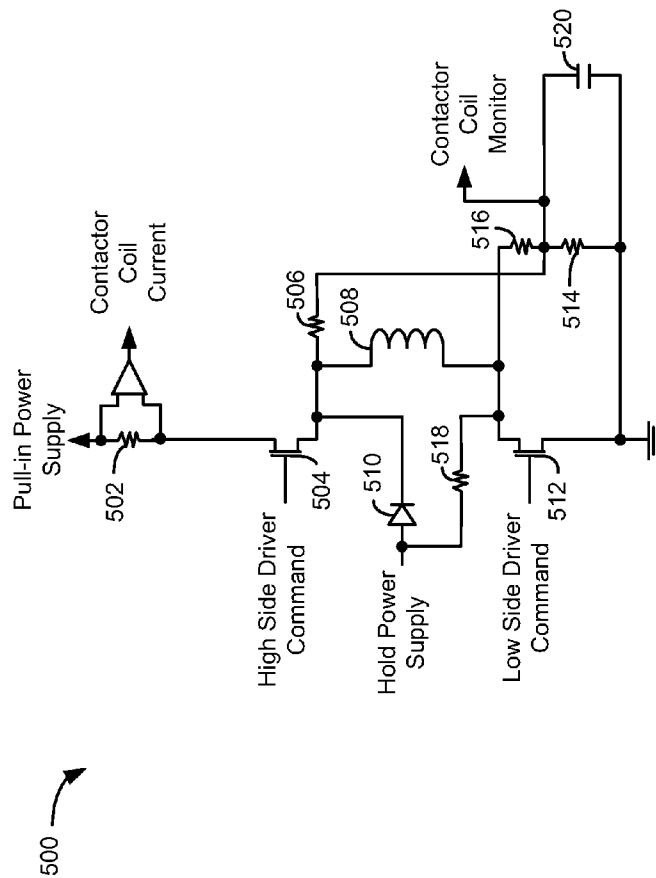 500
Pull-in Power
Supply
502
Contactor
Coil
Current
High Side Driver
Command
504
506
508
510
Hold Power
Supply
518
Low Side Driver
Command
512
Contactor
Coil
Monitor
516
514
520